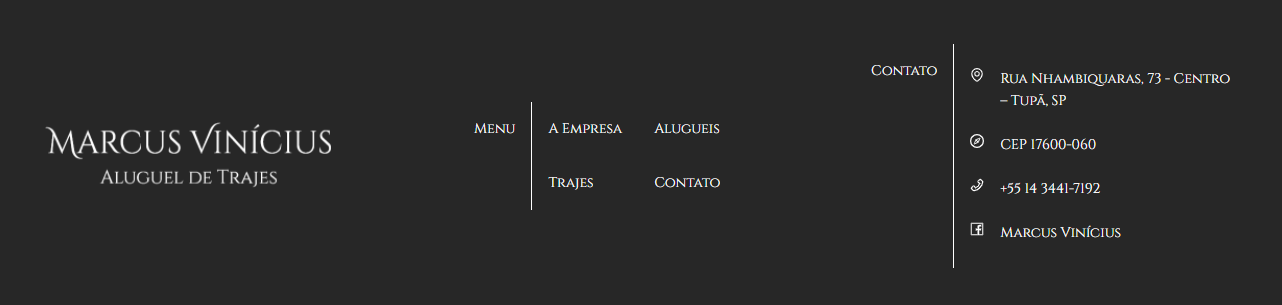 Marcus Vinícius
Aluguel de Trajes
Menu
A Empresa
Alugueis
Trajes
Contato
Contato
Rua Nhambiquaras, 73 - Centro
– Tupã, SP
CEP 17600-060
+55 14 3441-7192
Marcus Vinícius